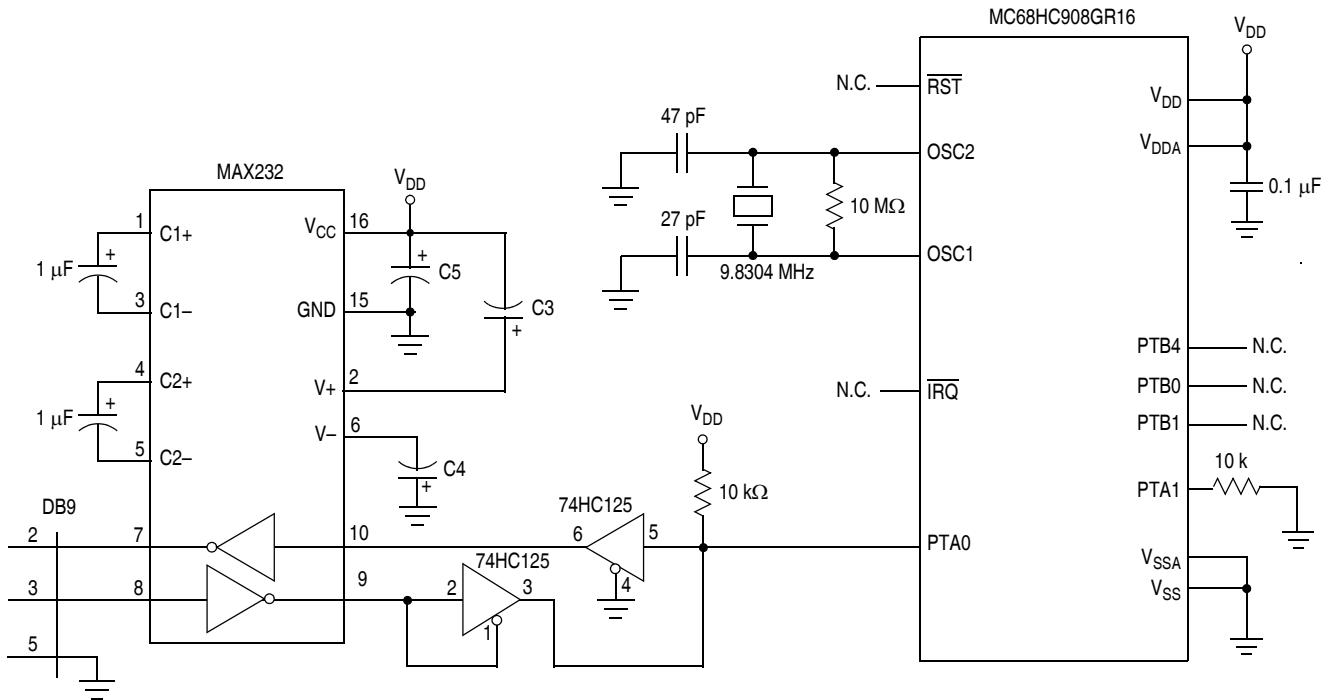 MC68HC908GR16
V_DD
N.C.
R̅S̅T̅
V_DD
47 pF
V_DDA
OSC2
MAX232
V_DD
10 MΩ
0.1 µF
1
C1+
V_CC
16
27 pF
+
1 µF
+
C5
OSC1
9.8304 MHz
3
C1–
GND
15
C3
+
PTB4
N.C.
4
C2+
V+
2
N.C.
I̅R̅Q̅
PTB0
N.C.
1 µF
+
V_DD
PTB1
N.C.
V–
6
5
C2–
C4
+
10 k
10 kΩ
PTA1
DB9
74HC125
2
7
10
6
5
PTA0
74HC125
4
V_SSA
3
8
9
2
3
V_SS
1
5